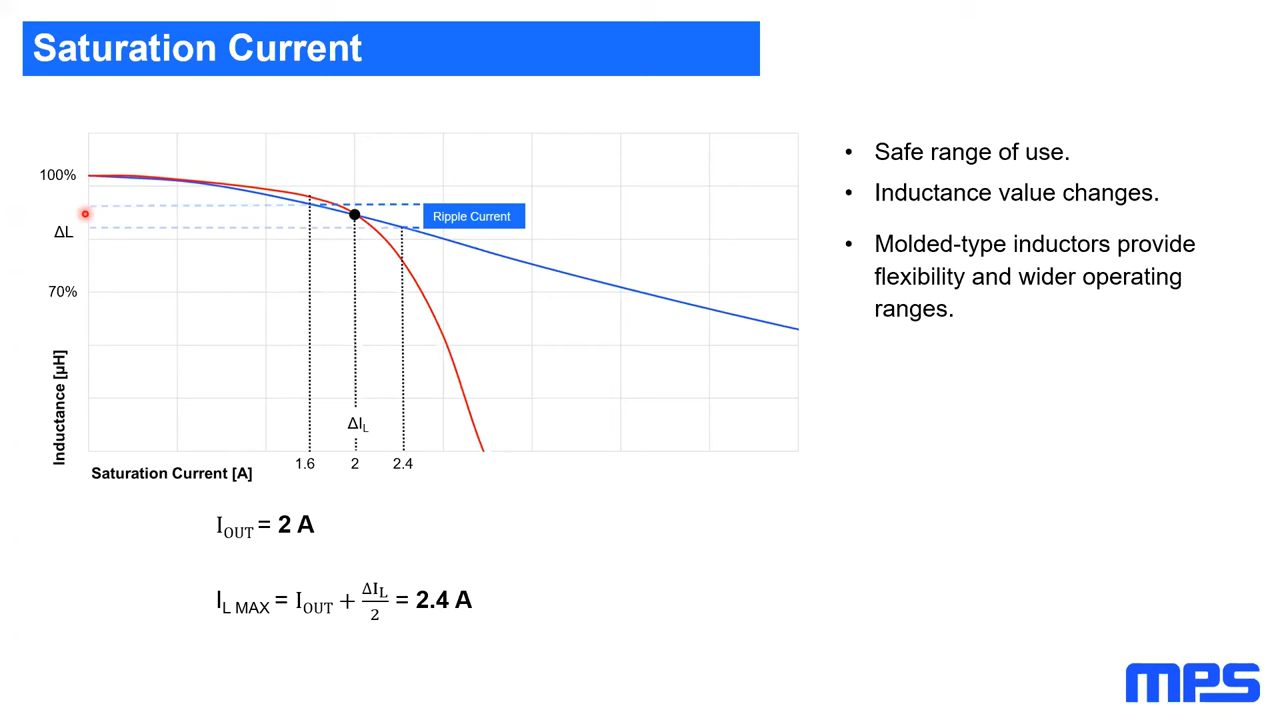 Saturation Current
100%
ΔL
70%
Inductance [µH]
Ripple Current
ΔIL
1.6 2 2.4
Saturation Current [A]
• Safe range of use.
• Inductance value changes.
• Molded-type inductors provide
flexibility and wider operating
ranges.
IOUT = 2 A
IL MAX = IOUT + ΔIL/2 = 2.4 A
mPS